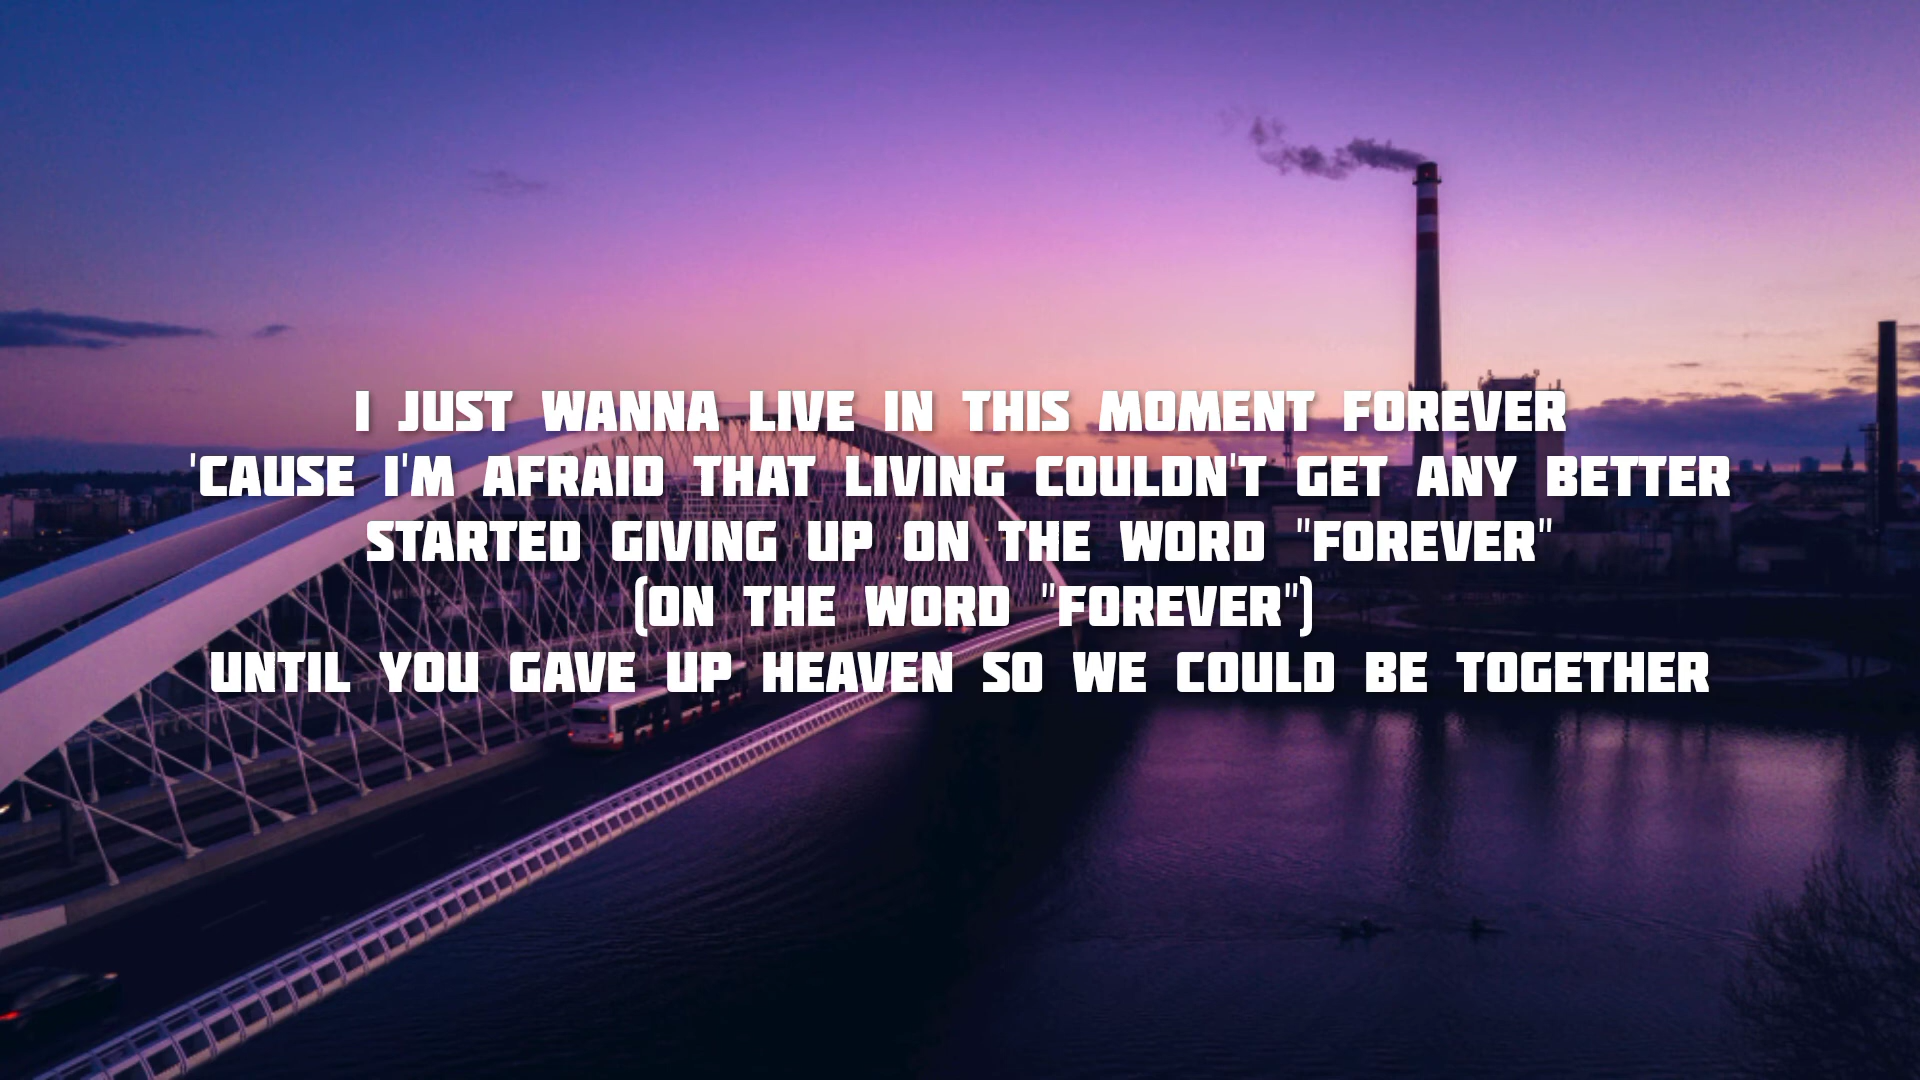 I JUST WANNA LIVE IN THIS MOMENT FOREVER
'CAUSE I'M AFRAID THAT LIVING COULDN'T GET ANY BETTER
STARTED GIVING UP ON THE WORD "FOREVER"
(ON THE WORD "FOREVER")
UNTIL YOU GAVE UP HEAVEN SO WE COULD BE TOGETHER